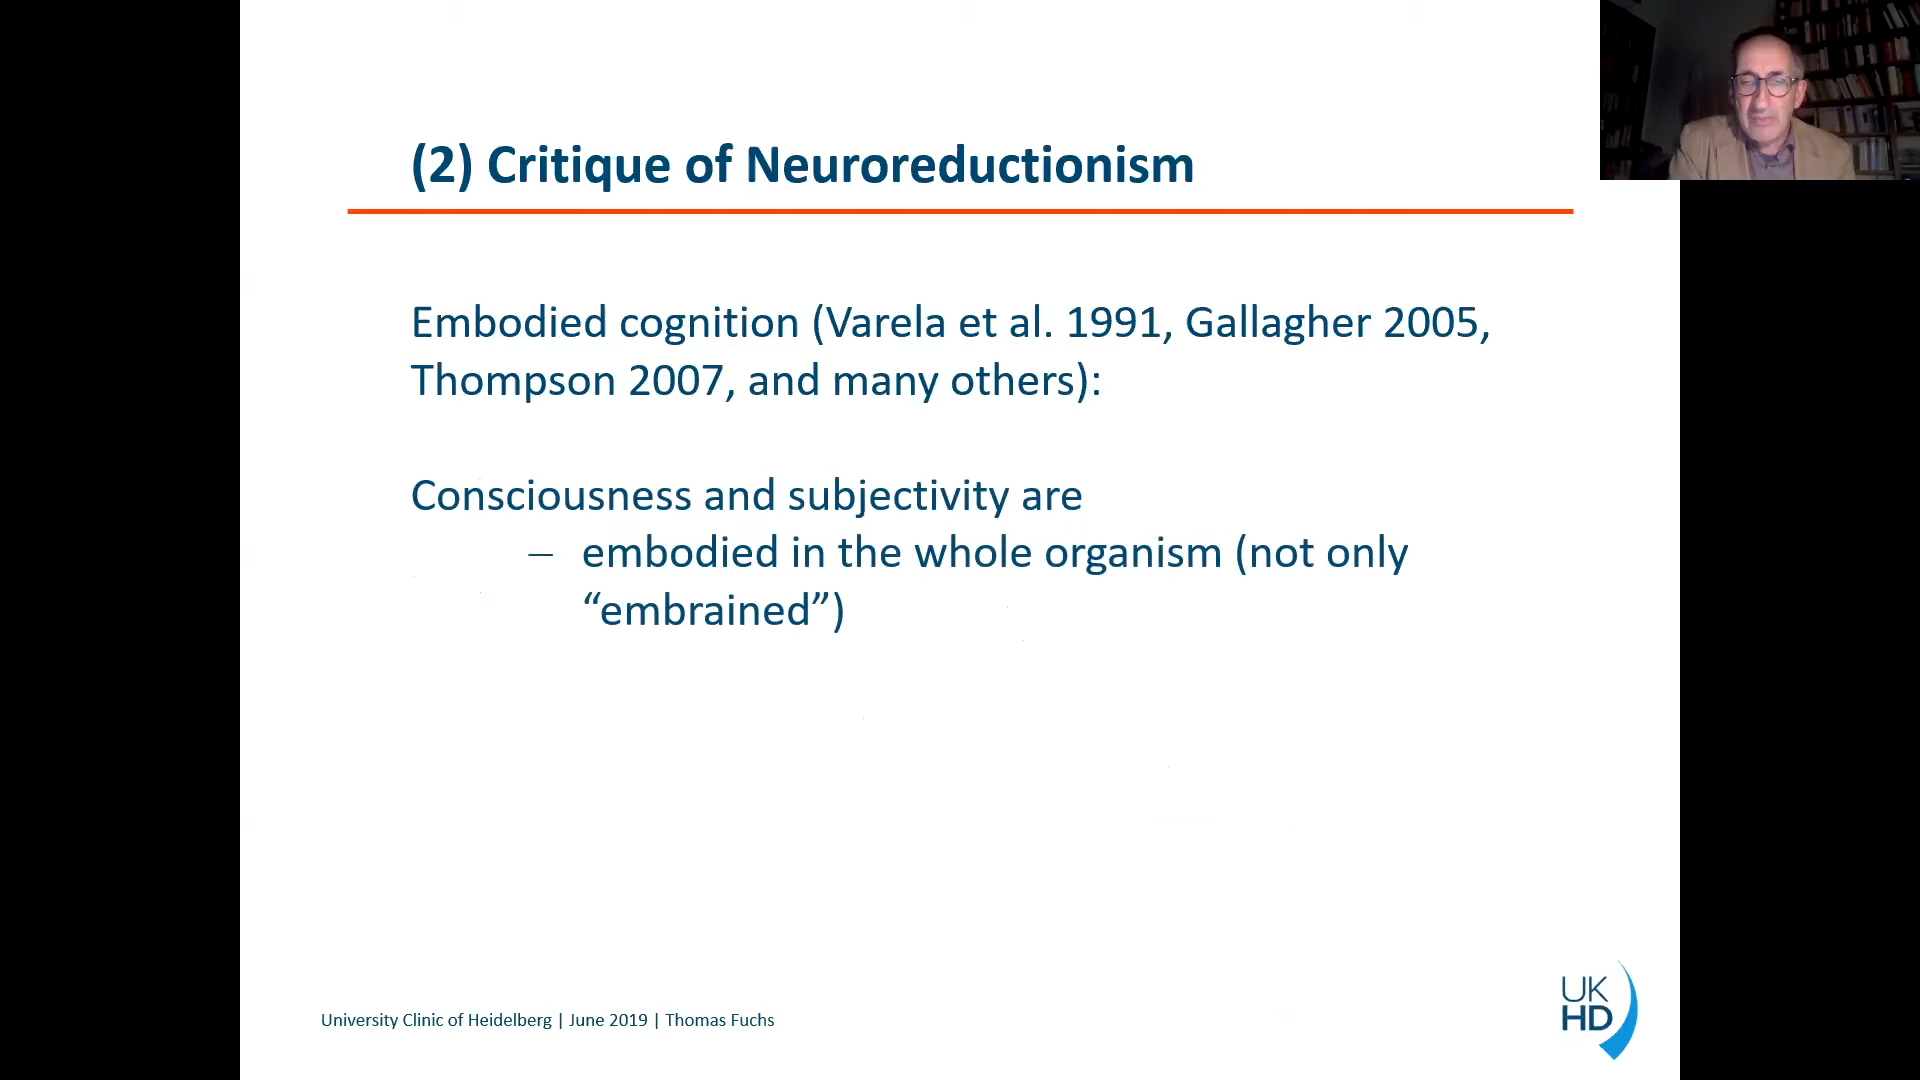 (2) Critique of Neuroreductionism
Embodied cognition (Varela et al. 1991, Gallagher 2005,
Thompson 2007, and many others):
Consciousness and subjectivity are
– embodied in the whole organism (not only
“embrained”)
University Clinic of Heidelberg | June 2019 | Thomas Fuchs
UK
HD